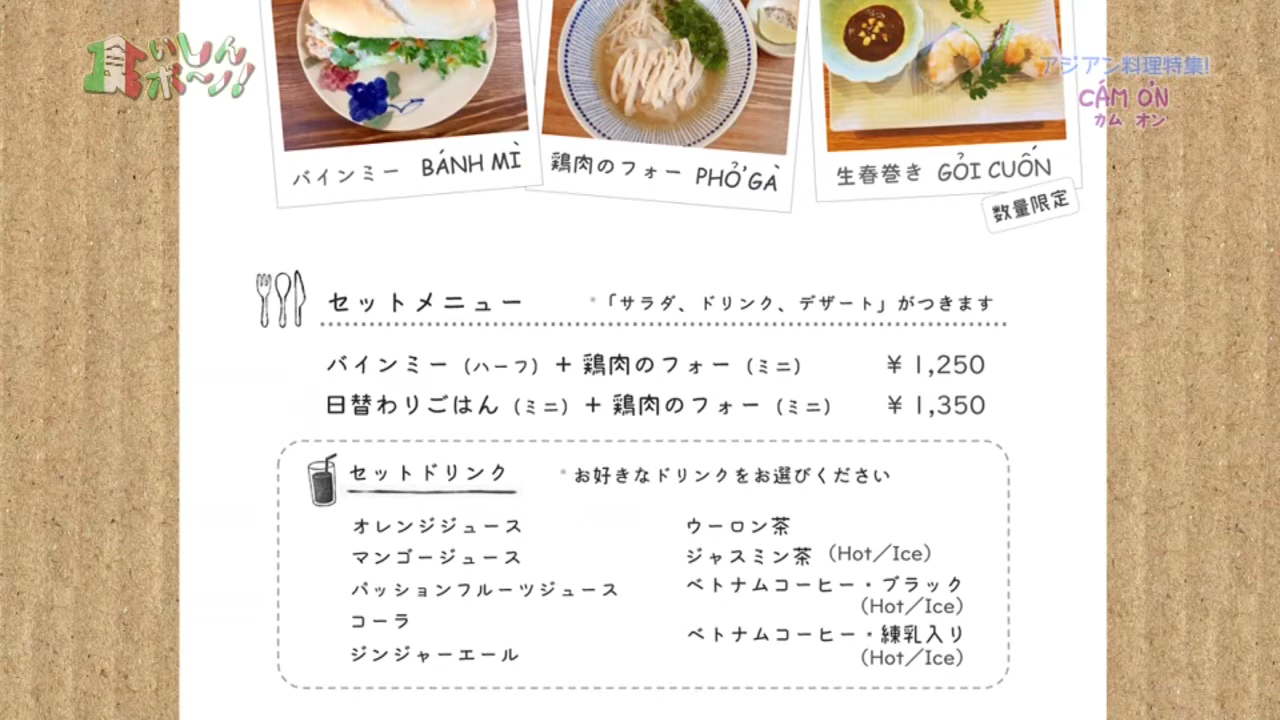 食いしんボ〜ノ!!
アジアン料理特集!
CÁM ƠN
カム オン
バインミー BÁNH MÌ
鶏肉のフォー PHỞ GÀ
生春巻き GỎI CUỐN
数量限定
セットメニュー *「サラダ、ドリンク、デザート」がつきます
バインミー（ハーフ）+ 鶏肉のフォー（ミニ） ¥1,250
日替わりごはん（ミニ）+ 鶏肉のフォー（ミニ） ¥1,350
セットドリンク *お好きなドリンクをお選びください
オレンジジュース
マンゴージュース
パッションフルーツジュース
コーラ
ジンジャーエール
ウーロン茶
ジャスミン茶（Hot／Ice）
ベトナムコーヒー・ブラック
（Hot／Ice）
ベトナムコーヒー・練乳入り
（Hot／Ice）